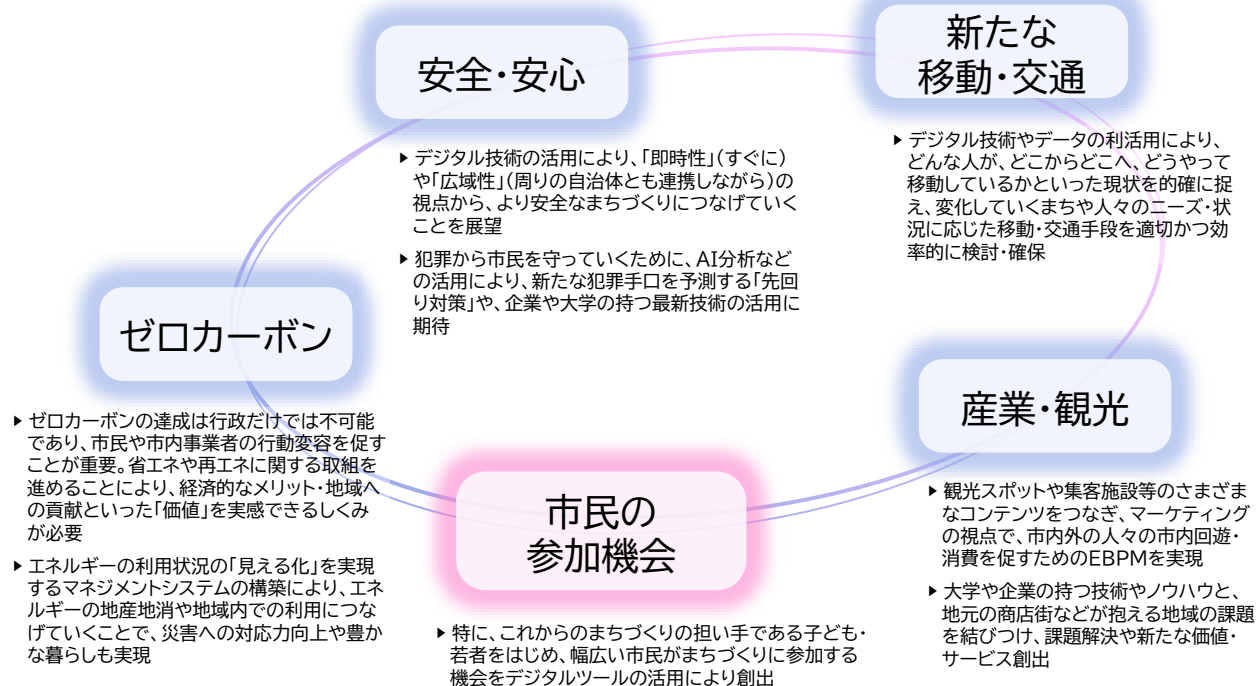 安全・安心
▶ デジタル技術の活用により、「即時性」(すぐに)
や「広域性」(周りの自治体とも連携しながら)の
視点から、より安全なまちづくりにつなげていく
ことを展望
▶ 犯罪から市民を守っていくために、AI分析など
の活用により、新たな犯罪手口を予測する「先回
り対策」や、企業や大学の持つ最新技術の活用に
期待
新たな
移動・交通
▶ デジタル技術やデータの利活用により、
どんな人が、どこからどこへ、どうやって
移動しているかといった現状を的確に捉
え、変化していくまちや人々のニーズ・状
況に応じた移動・交通手段を適切かつ効
率的に検討・確保
ゼロカーボン
▶ ゼロカーボンの達成は行政だけでは不可能
であり、市民や市内事業者の行動変容を促す
ことが重要。省エネや再エネに関する取組を
進めることにより、経済的なメリット・地域へ
の貢献といった「価値」を実感できるしくみ
が必要
▶ エネルギーの利用状況の「見える化」を実現
するマネジメントシステムの構築により、エネ
ルギーの地産地消や地域内での利用につな
げていくことで、災害への対応力向上や豊か
な暮らしも実現
市民の
参加機会
▶ 特に、これからのまちづくりの担い手である子ども・
若者をはじめ、幅広い市民がまちづくりに参加する
機会をデジタルツールの活用により創出
産業・観光
▶ 観光スポットや集客施設等のさまざま
なコンテンツをつなぎ、マーケティング
の視点で、市内外の人々の市内回遊・
消費を促すためのEBPMを実現
▶ 大学や企業の持つ技術やノウハウと、
地元の商店街などが抱える地域の課題
を結びつけ、課題解決や新たな価値・
サービス創出